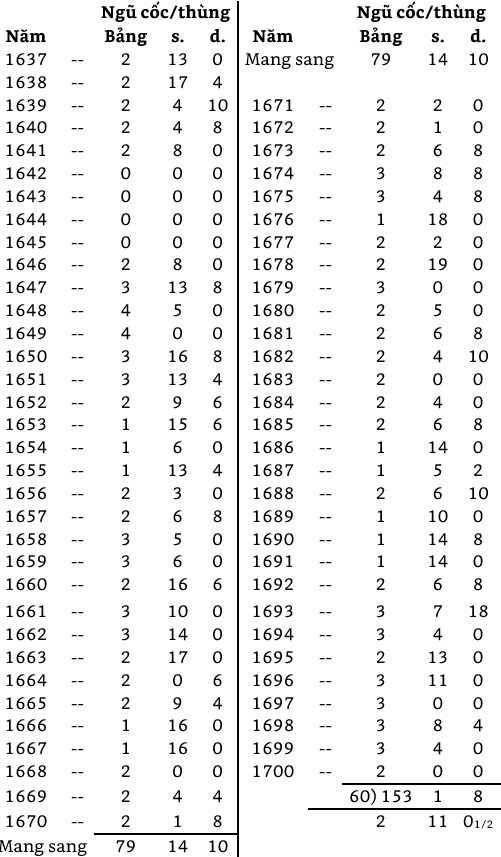 Ngũ cốc/thùng
Năm Bảng s. d.
1637 -- 2 13 0
1638 -- 2 17 4
1639 -- 2 4 10
1640 -- 2 4 8
1641 -- 2 8 0
1642 -- 0 0 0
1643 -- 0 0 0
1644 -- 0 0 0
1645 -- 0 0 0
1646 -- 2 8 0
1647 -- 3 13 8
1648 -- 4 5 0
1649 -- 4 0 0
1650 -- 3 16 8
1651 -- 3 13 4
1652 -- 2 9 6
1653 -- 1 15 6
1654 -- 1 6 0
1655 -- 1 13 4
1656 -- 2 3 0
1657 -- 2 6 8
1658 -- 3 5 0
1659 -- 3 6 0
1660 -- 2 16 6
1661 -- 3 10 0
1662 -- 3 14 0
1663 -- 2 17 0
1664 -- 2 0 6
1665 -- 2 9 4
1666 -- 1 16 0
1667 -- 1 16 0
1668 -- 2 0 0
1669 -- 2 4 4
1670 -- 2 1 8
Mang sang 79 14 10
Ngũ cốc/thùng
Năm Bảng s. d.
Mang sang 79 14 10
1671 -- 2 2 0
1672 -- 2 1 0
1673 -- 2 6 8
1674 -- 3 8 8
1675 -- 3 4 8
1676 -- 1 18 0
1677 -- 2 2 0
1678 -- 2 19 0
1679 -- 3 0 0
1680 -- 2 5 0
1681 -- 2 6 8
1682 -- 2 4 10
1683 -- 2 0 0
1684 -- 2 4 0
1685 -- 2 6 8
1686 -- 1 14 0
1687 -- 1 5 2
1688 -- 2 6 10
1689 -- 1 10 0
1690 -- 1 14 8
1691 -- 1 14 0
1692 -- 2 6 8
1693 -- 3 7 18
1694 -- 3 4 0
1695 -- 2 13 0
1696 -- 3 11 0
1697 -- 3 0 0
1698 -- 3 8 4
1699 -- 3 4 0
1700 -- 2 0 0
60) 153 1 8
2 11 0 1/2